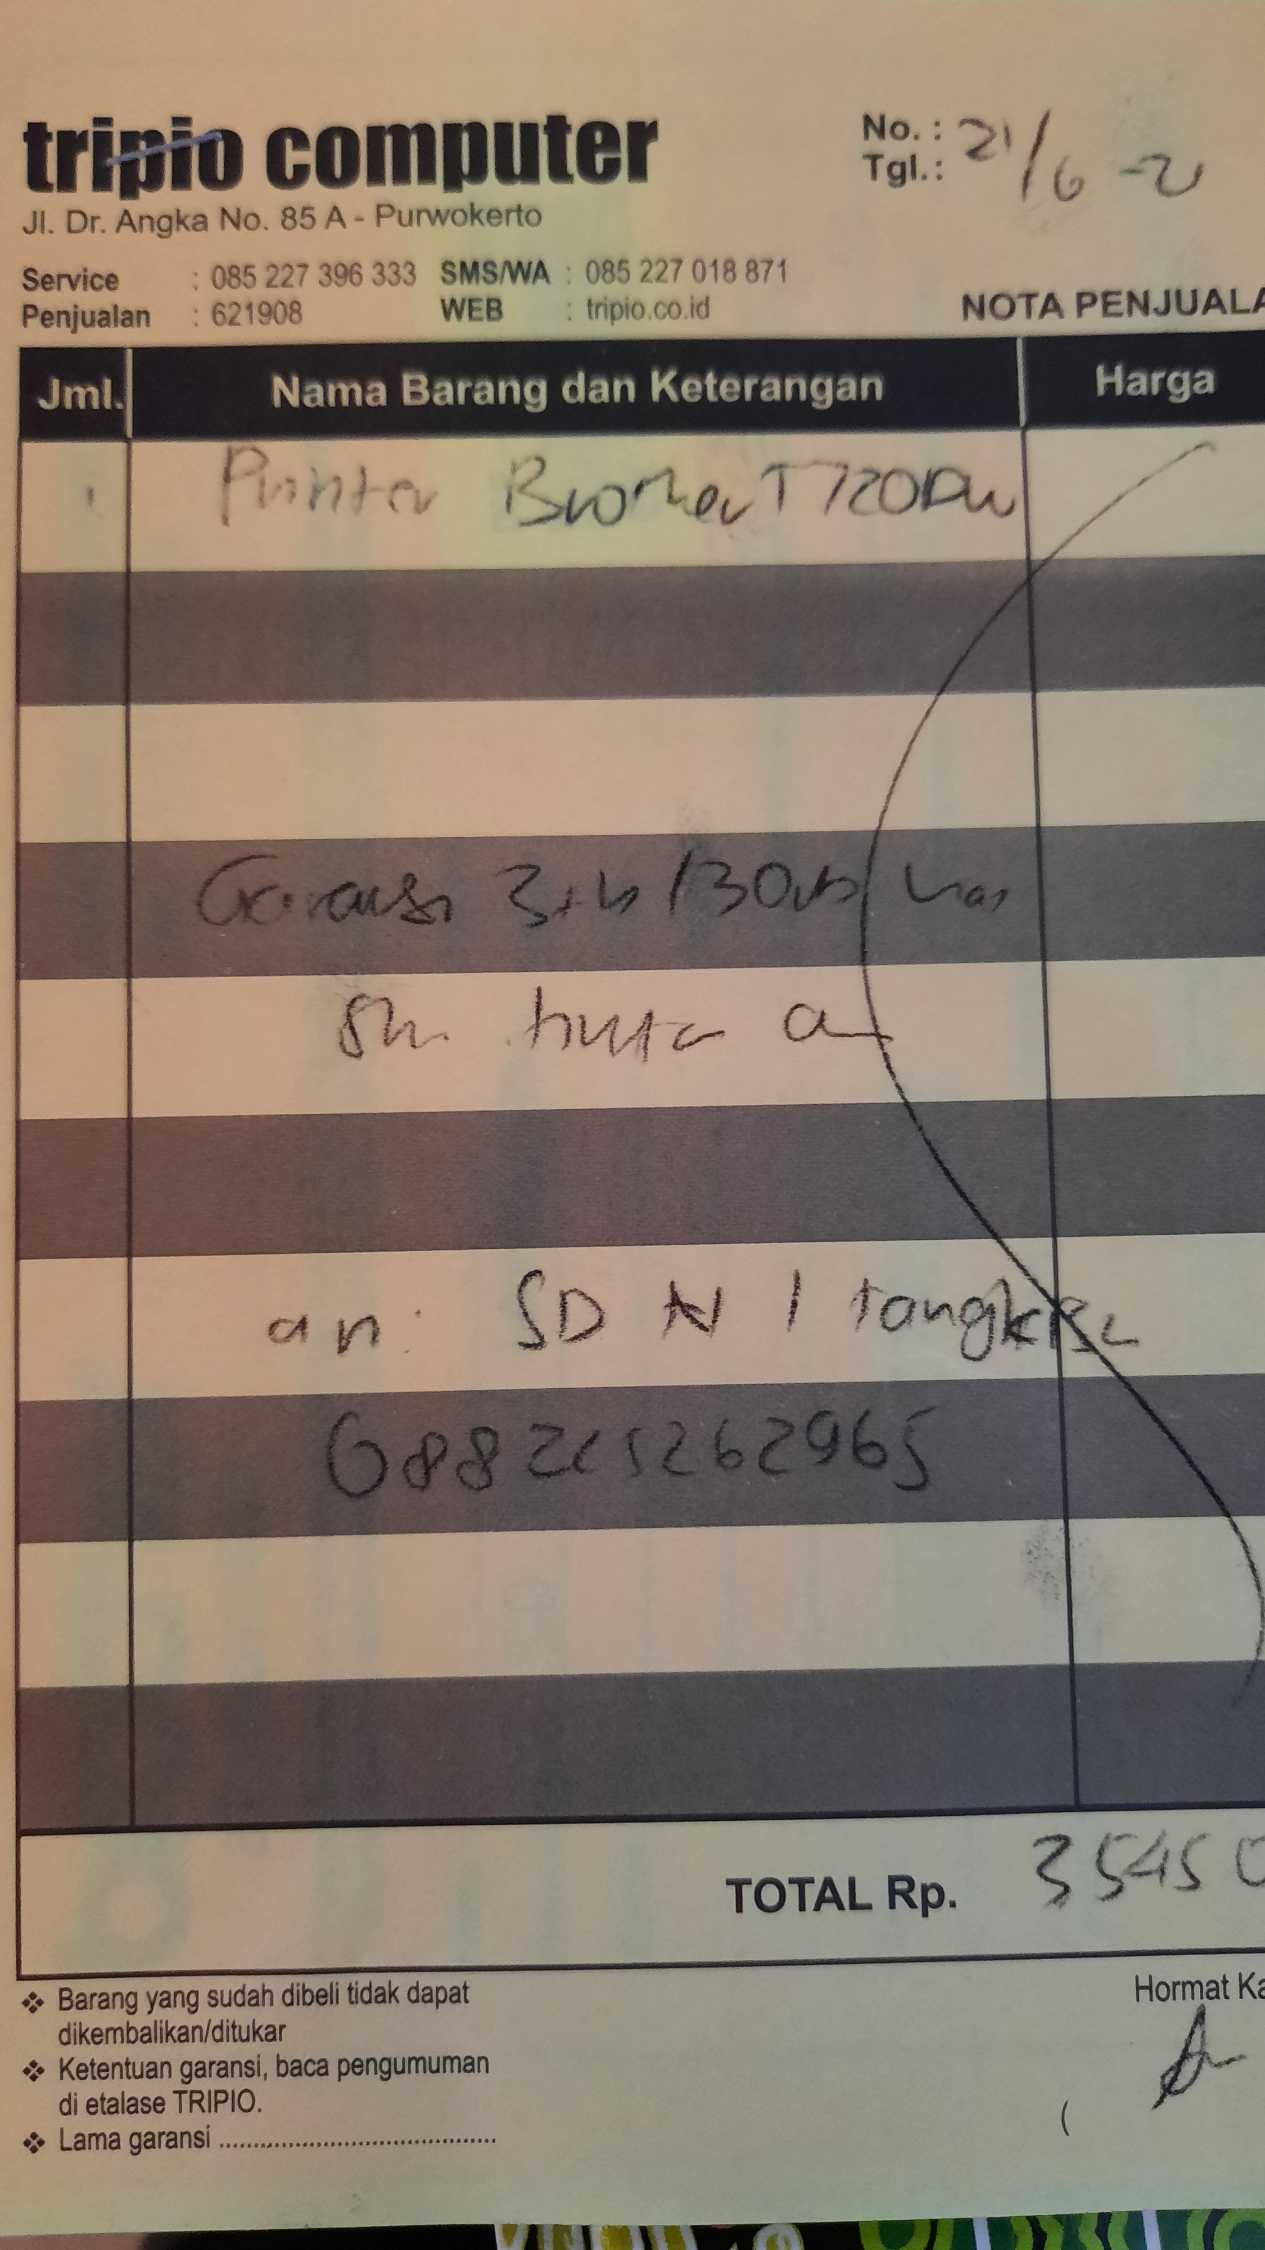 tripio computer
Jl. Dr. Angka No. 85 A - Purwokerto
No. :
Tgl.: 21/6 -21
Service : 085 227 396 333 SMS/WA : 085 227 018 871
Penjualan : 621908 WEB : tripio.co.id
NOTA PENJUALA
Jml. Nama Barang dan Keterangan Harga
1 Printer Brother T720DW
Garansi 3th
an: SD N 1 tangkisc
TOTAL Rp. 35450
Barang yang sudah dibeli tidak dapat
dikembalikan/ditukar
Hormat Ka
Ketentuan garansi, baca pengumuman
di etalase TRIPIO.
Lama garansi ........................................
(